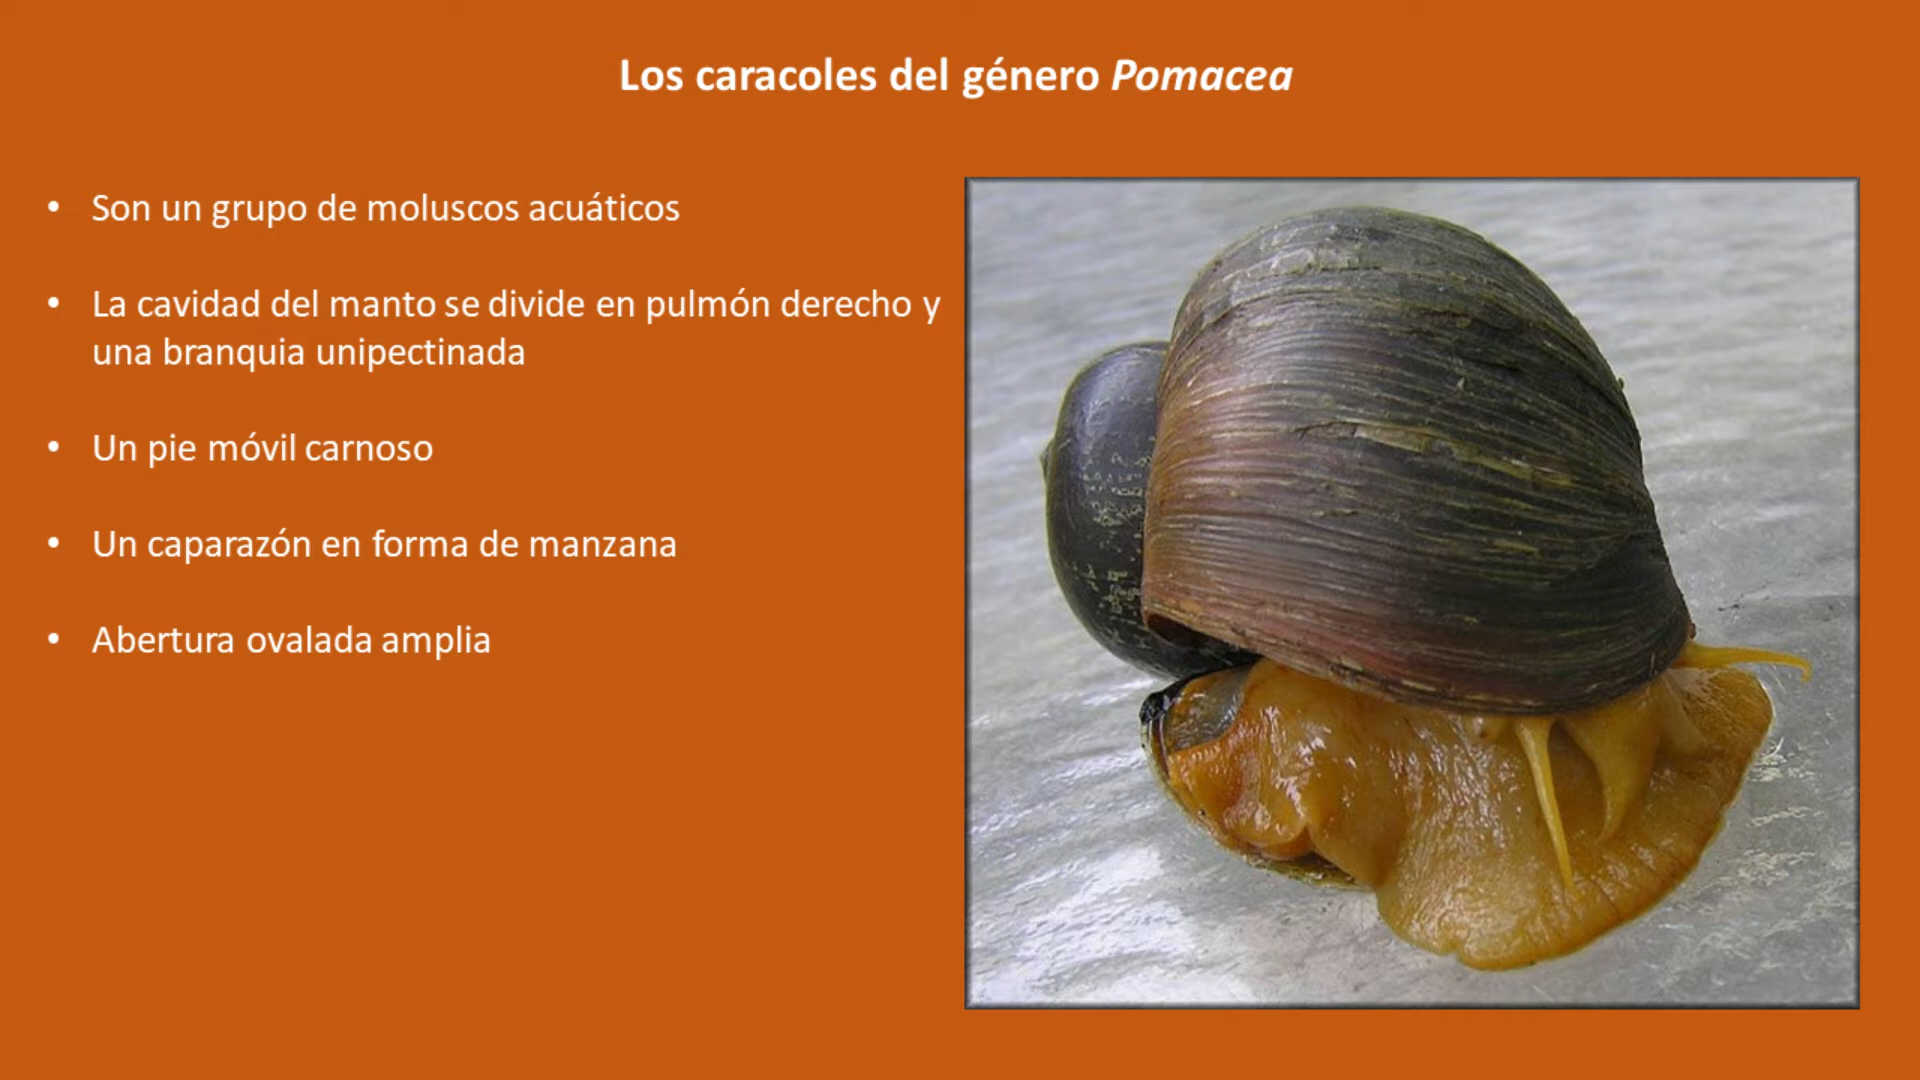 Los caracoles del género Pomacea
• Son un grupo de moluscos acuáticos
• La cavidad del manto se divide en pulmón derecho y
una branquia unipectinada
• Un pie móvil carnoso
• Un caparazón en forma de manzana
• Abertura ovalada amplia